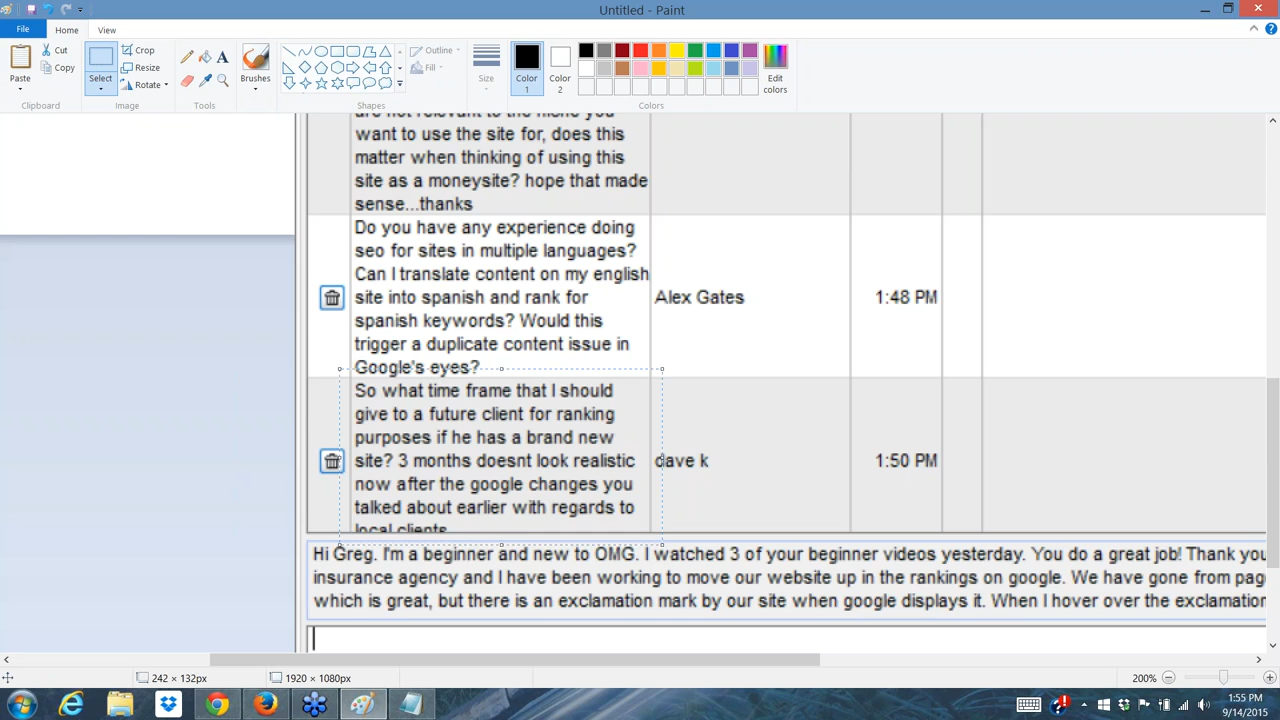 Untitled - Paint
File
Home
View
Paste
Cut
Copy
Clipboard
Select
Crop
Resize
Rotate
Image
Tools
Brushes
Shapes
Outline
Fill
Size
Color 1
Color 2
Edit colors
Colors
are not relevant to the niche you
want to use the site for, does this
matter when thinking of using this
site as a moneysite? hope that made
sense...thanks
Do you have any experience doing
seo for sites in multiple languages?
Can I translate content on my english
site into spanish and rank for
spanish keywords? Would this
trigger a duplicate content issue in
Google's eyes?
Alex Gates
1:48 PM
So what time frame that I should
give to a future client for ranking
purposes if he has a brand new
site? 3 months doesnt look realistic
now after the google changes you
talked about earlier with regards to
local clients
dave k
1:50 PM
Hi Greg. I'm a beginner and new to OMG. I watched 3 of your beginner videos yesterday. You do a great job! Thank you
insurance agency and I have been working to move our website up in the rankings on google. We have gone from pag
which is great, but there is an exclamation mark by our site when google displays it. When I hover over the exclamation
242 × 132px
1920 × 1080px
200%
1:55 PM
9/14/2015